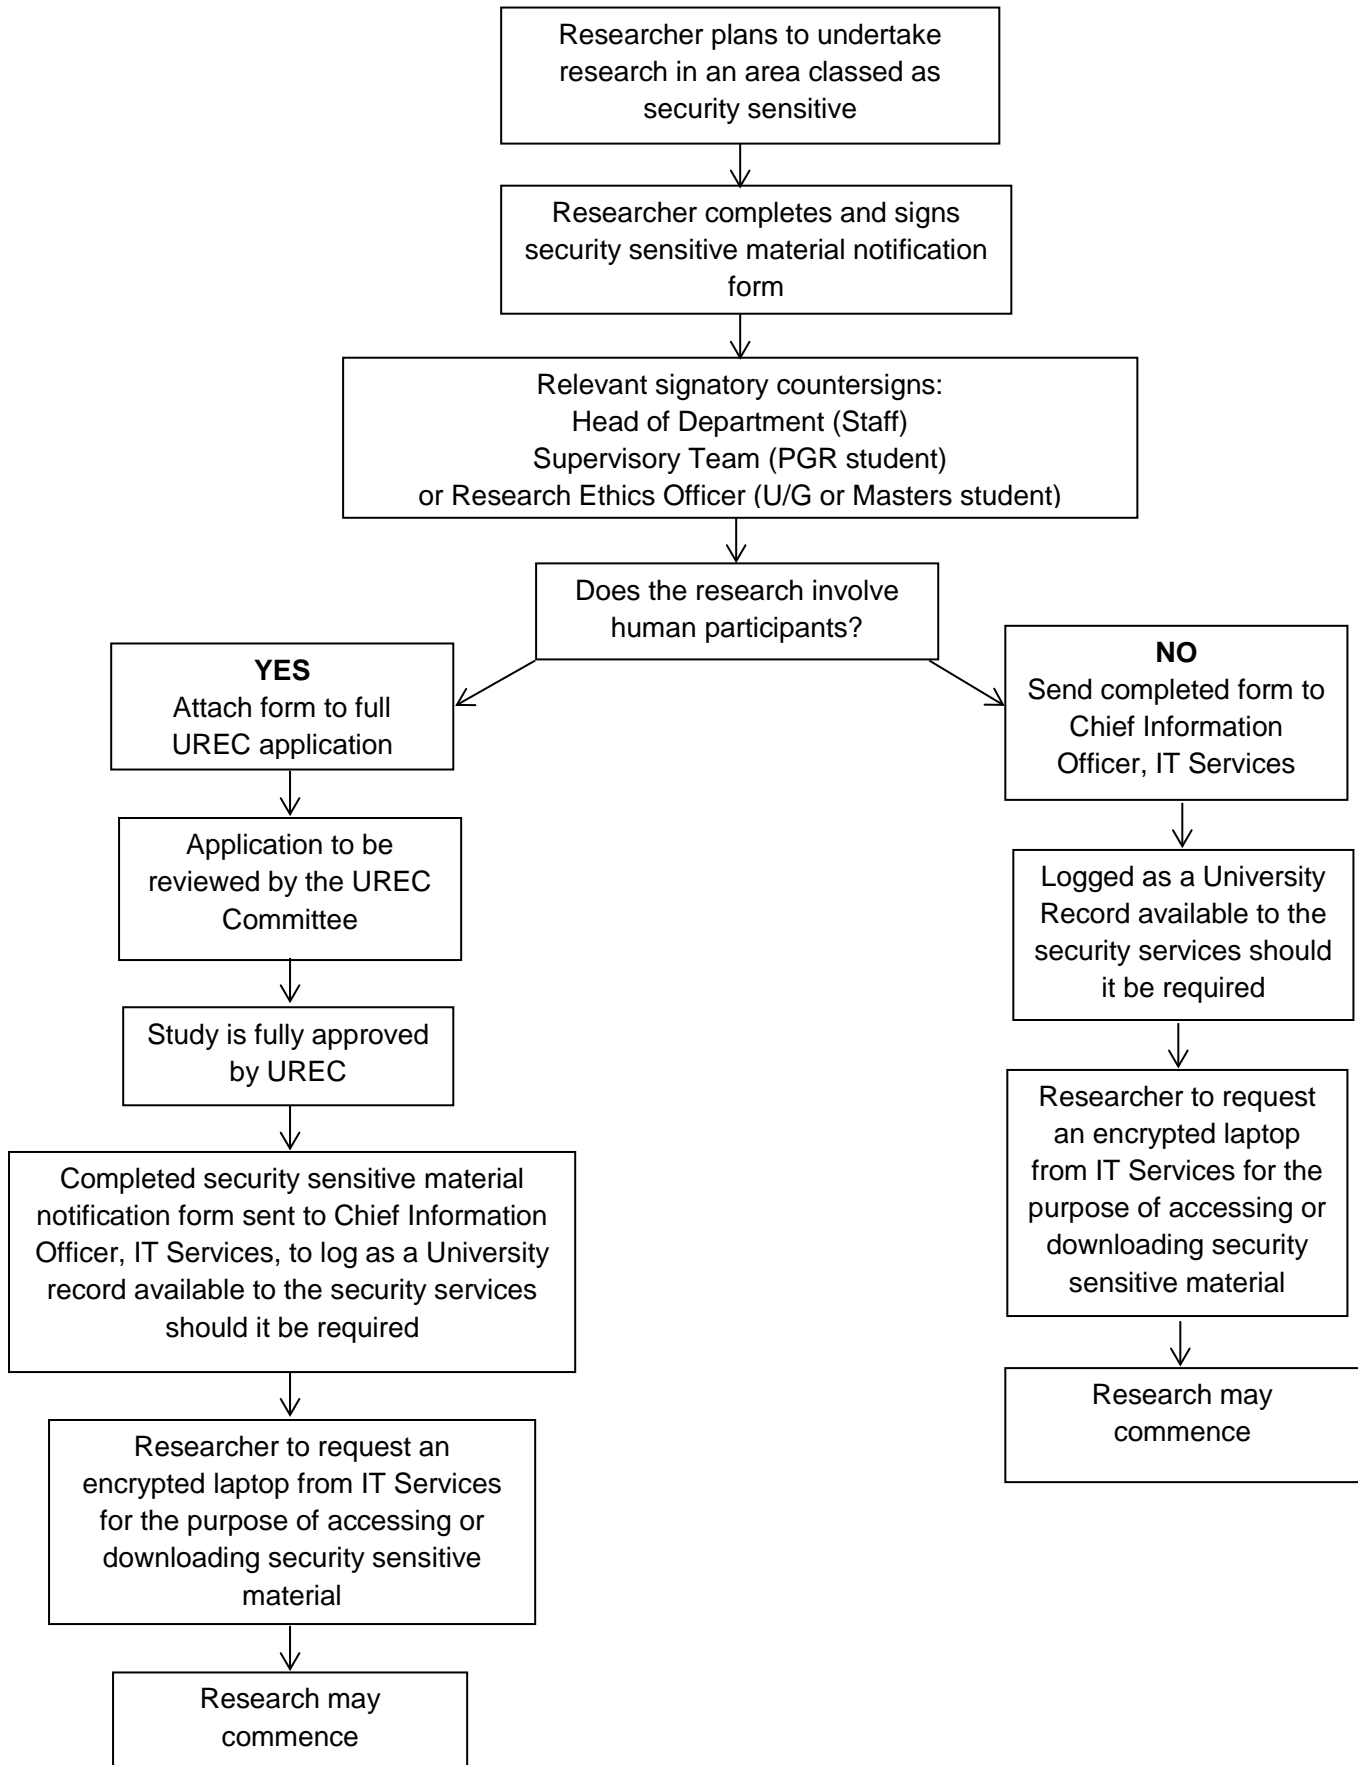 Researcher plans to undertake
research in an area classed as
security sensitive
Researcher completes and signs
security sensitive material notification
form
Relevant signatory countersigns:
Head of Department (Staff)
Supervisory Team (PGR student)
or Research Ethics Officer (U/G or Masters student)
Does the research involve
human participants?
YES
Attach form to full
UREC application
Application to be
reviewed by the UREC
Committee
Study is fully approved
by UREC
Completed security sensitive material
notification form sent to Chief Information
Officer, IT Services, to log as a University
record available to the security services
should it be required
Researcher to request an
encrypted laptop from IT Services
for the purpose of accessing or
downloading security sensitive
material
Research may
commence
NO
Send completed form to
Chief Information
Officer, IT Services
Logged as a University
Record available to the
security services should
it be required
Researcher to request
an encrypted laptop
from IT Services for the
purpose of accessing or
downloading security
sensitive material
Research may
commence